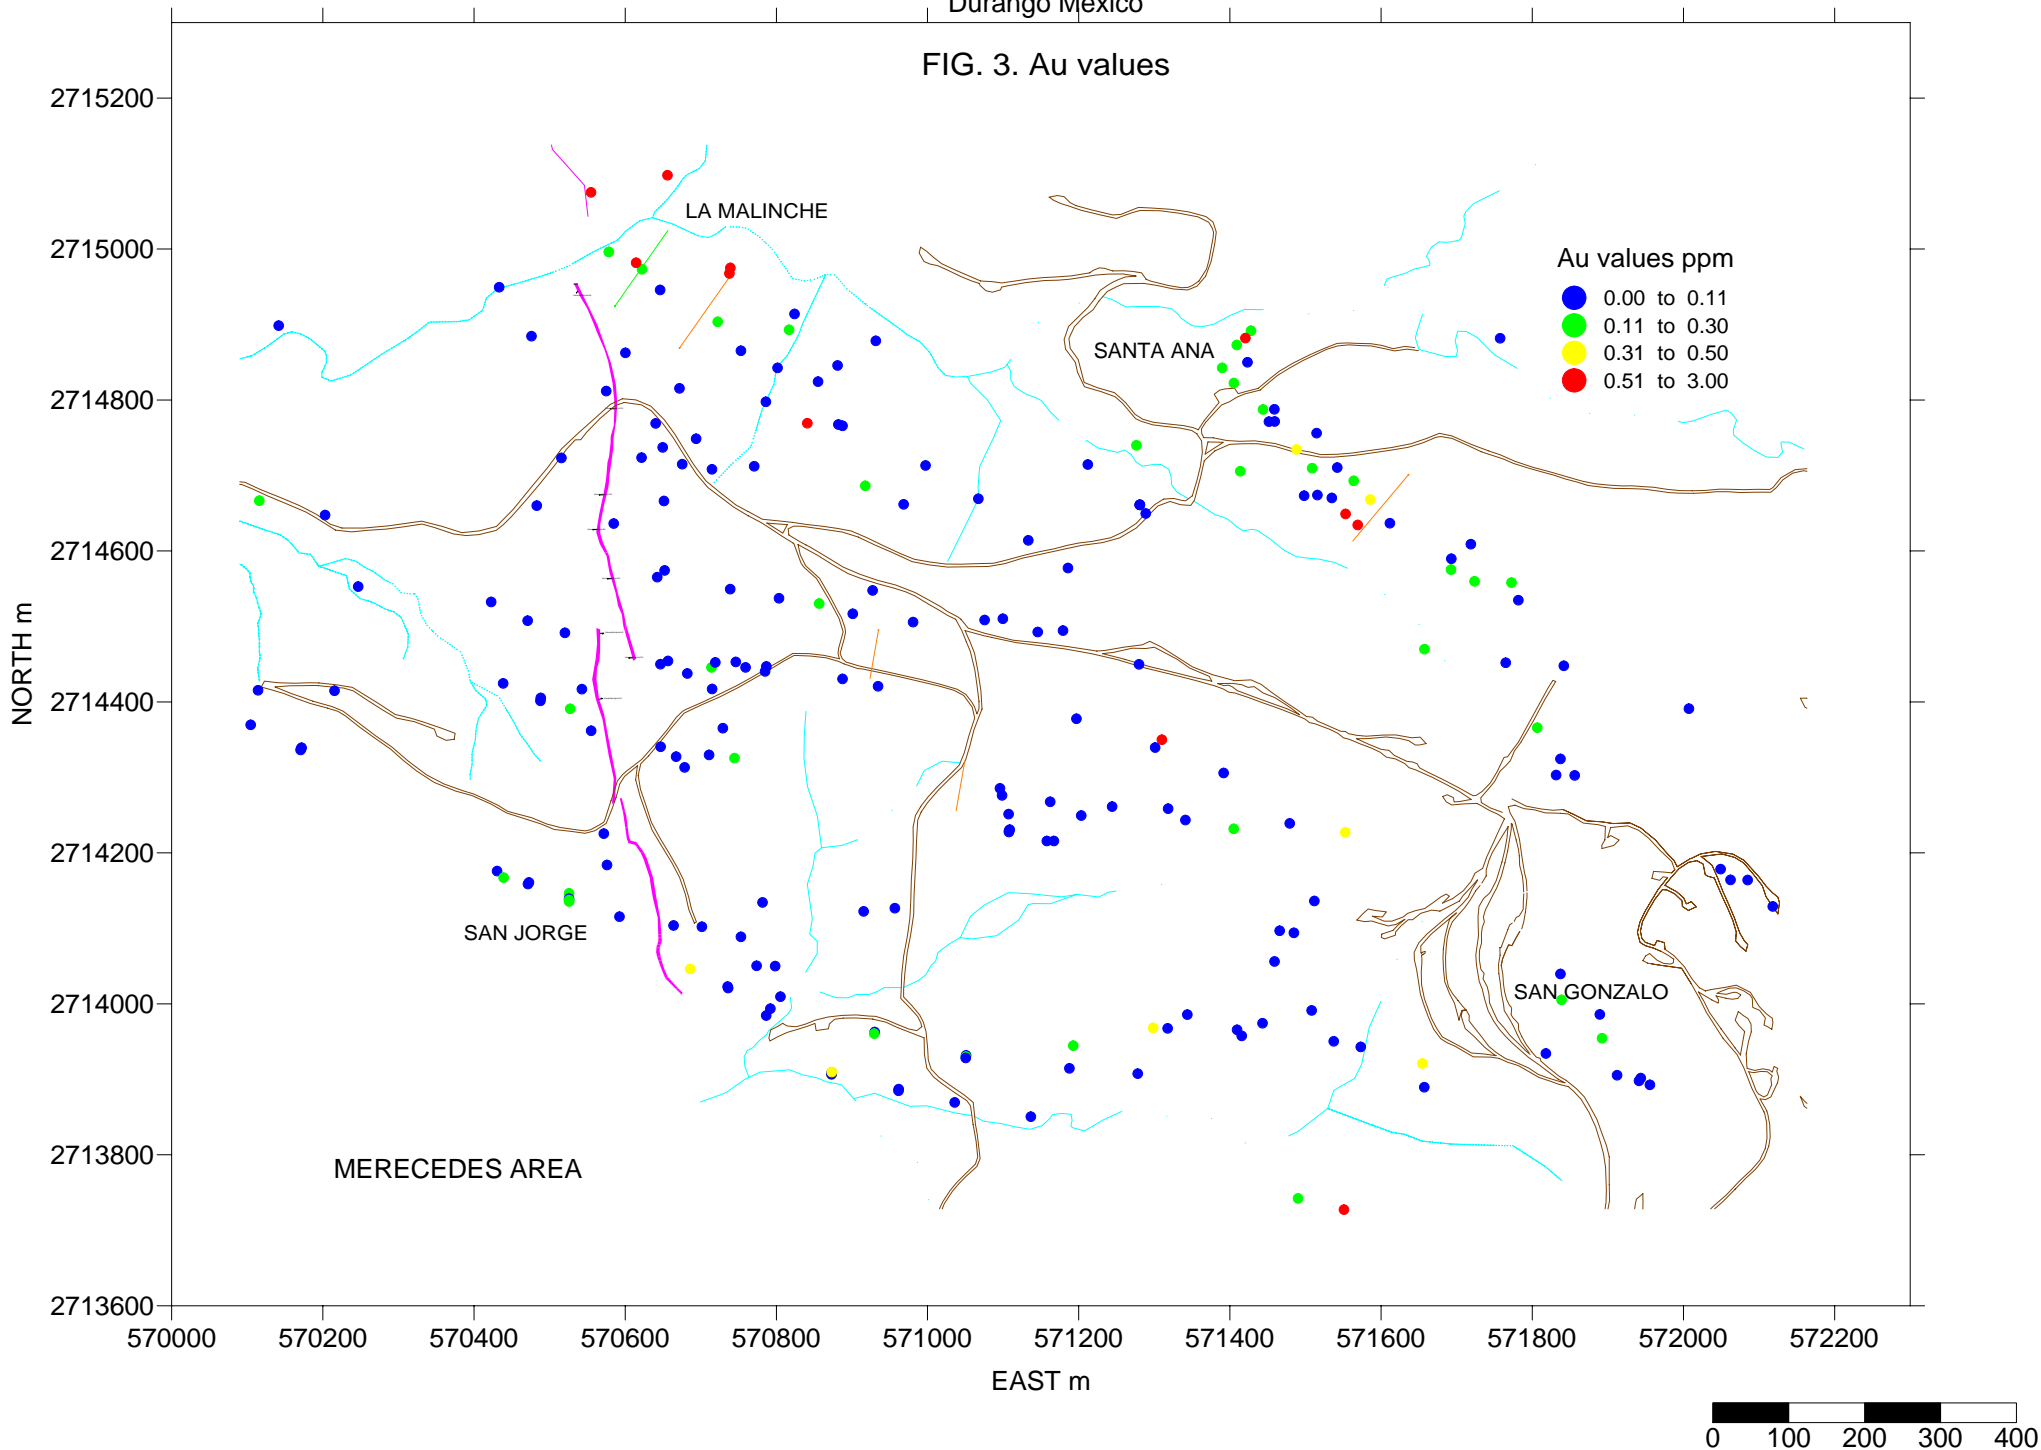 Durango Mexico
FIG. 3. Au values
2715200
2715000
2714800
2714600
2714400
2714200
2714000
2713800
2713600
NORTH m
LA MALINCHE
SANTA ANA
Au values ppm
0.00 to 0.11
0.11 to 0.30
0.31 to 0.50
0.51 to 3.00
SAN JORGE
SAN GONZALO
MERECEDES AREA
570000 570200 570400 570600 570800 571000 571200 571400 571600 571800 572000 572200
EAST m
0 100 200 300 400